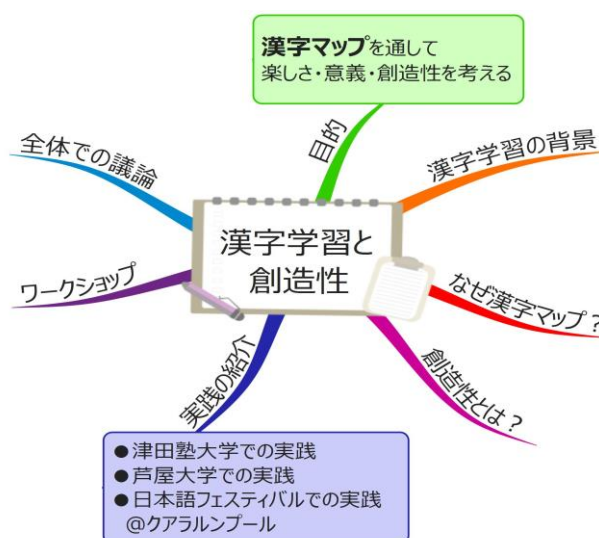 漢字学習と
創造性
目的
漢字マップを通して
楽しさ・意義・創造性を考える
漢字学習の背景
なぜ漢字マップ？
創造性とは？
実践の紹介
●津田塾大学での実践
●芦屋大学での実践
●日本語フェスティバルでの実践
@クアラルンプール
ワークショップ
全体での議論